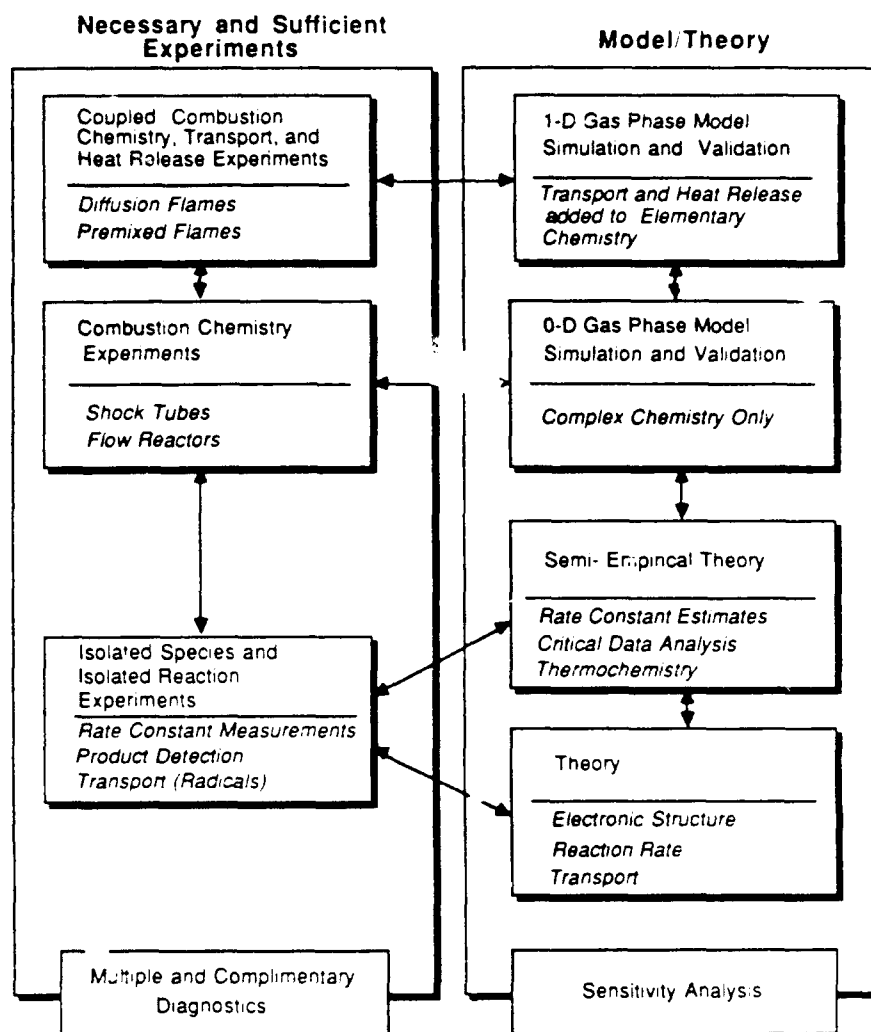 Necessary and Sufficient
Experiments
Coupled Combustion
Chemistry, Transport, and
Heat Release Experiments
Diffusion Flames
Premixed Flames
Combustion Chemistry
Experiments
Shock Tubes
Flow Reactors
Isolated Species and
Isolated Reaction
Experiments
Rate Constant Measurements
Product Detection
Transport (Radicals)
Multiple and Complimentary
Diagnostics
Model/Theory
1-D Gas Phase Model
Simulation and Validation
Transport and Heat Release
added to Elementary
Chemistry
0-D Gas Phase Model
Simulation and Validation
Complex Chemistry Only
Semi-Empirical Theory
Rate Constant Estimates
Critical Data Analysis
Thermochemistry
Theory
Electronic Structure
Reaction Rate
Transport
Sensitivity Analysis